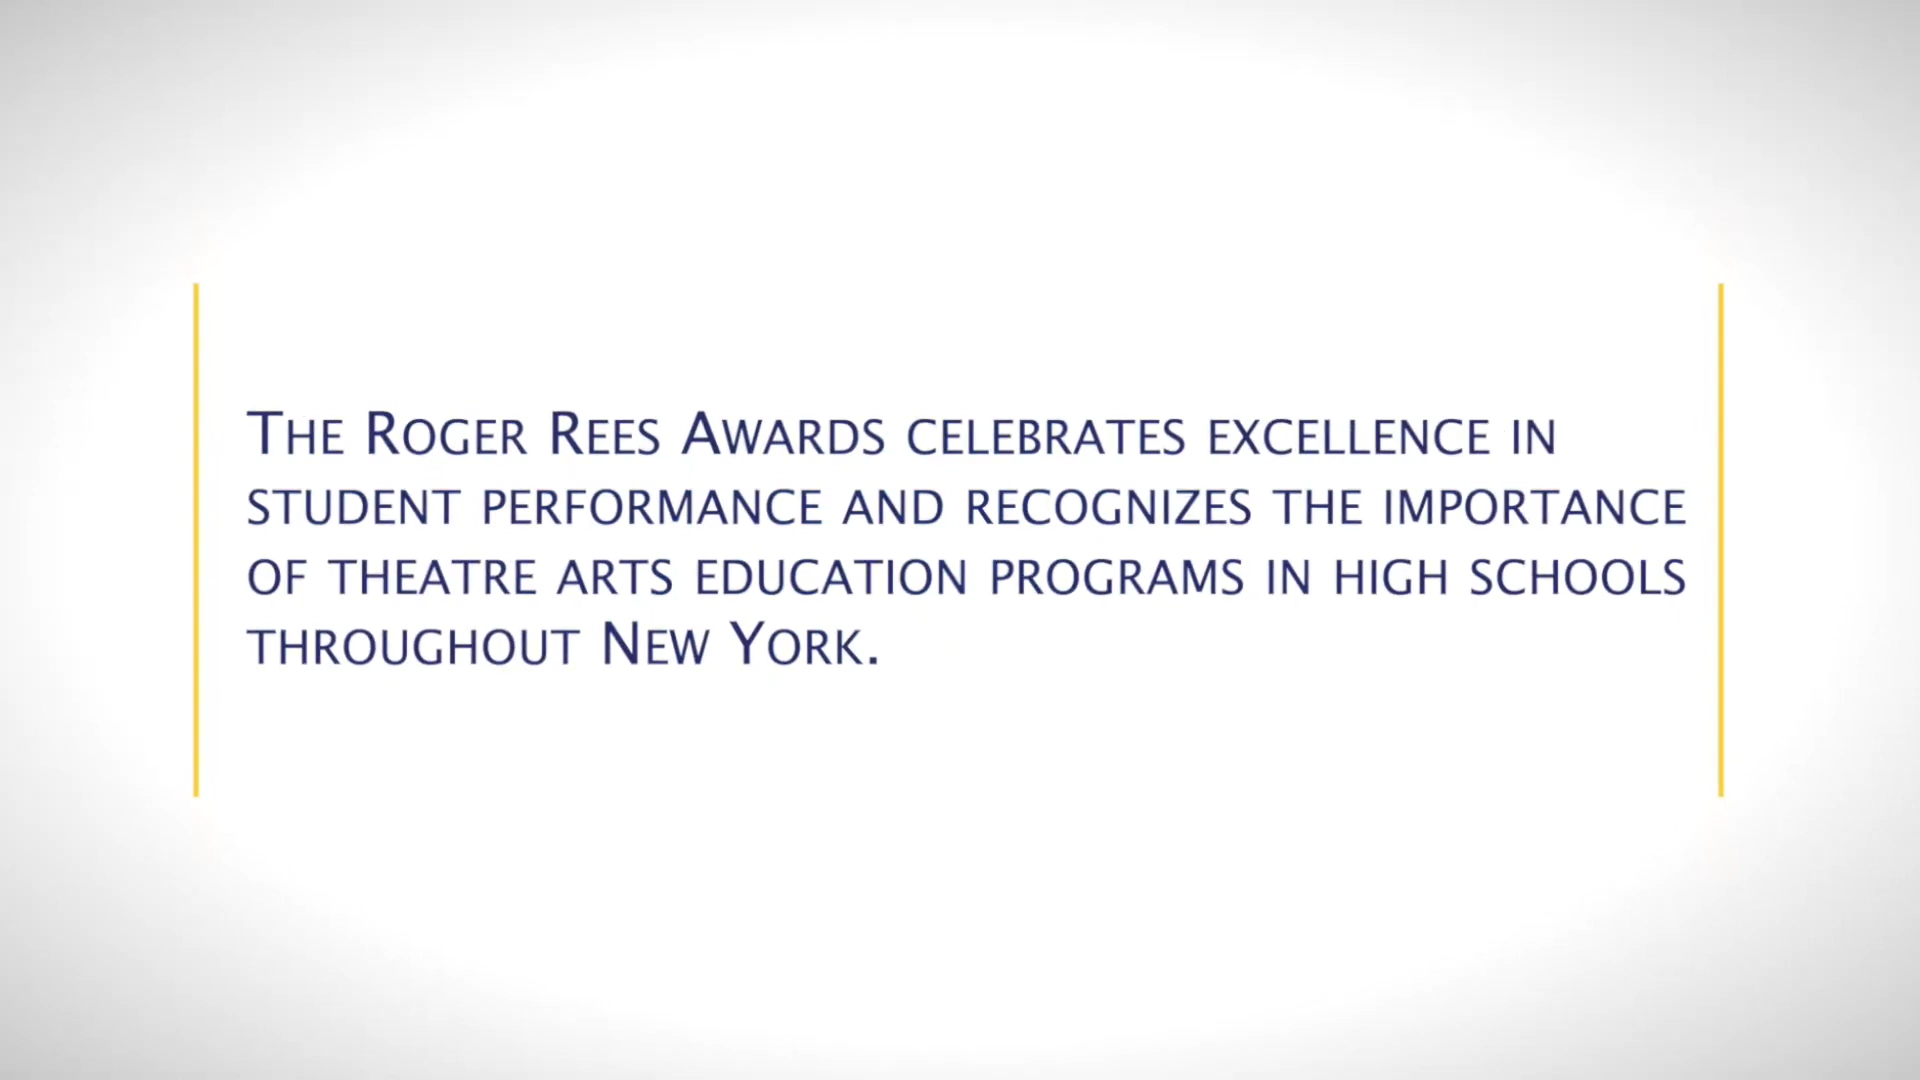 The Roger Rees Awards celebrates excellence in
student performance and recognizes the importance
of theatre arts education programs in high schools
throughout New York.